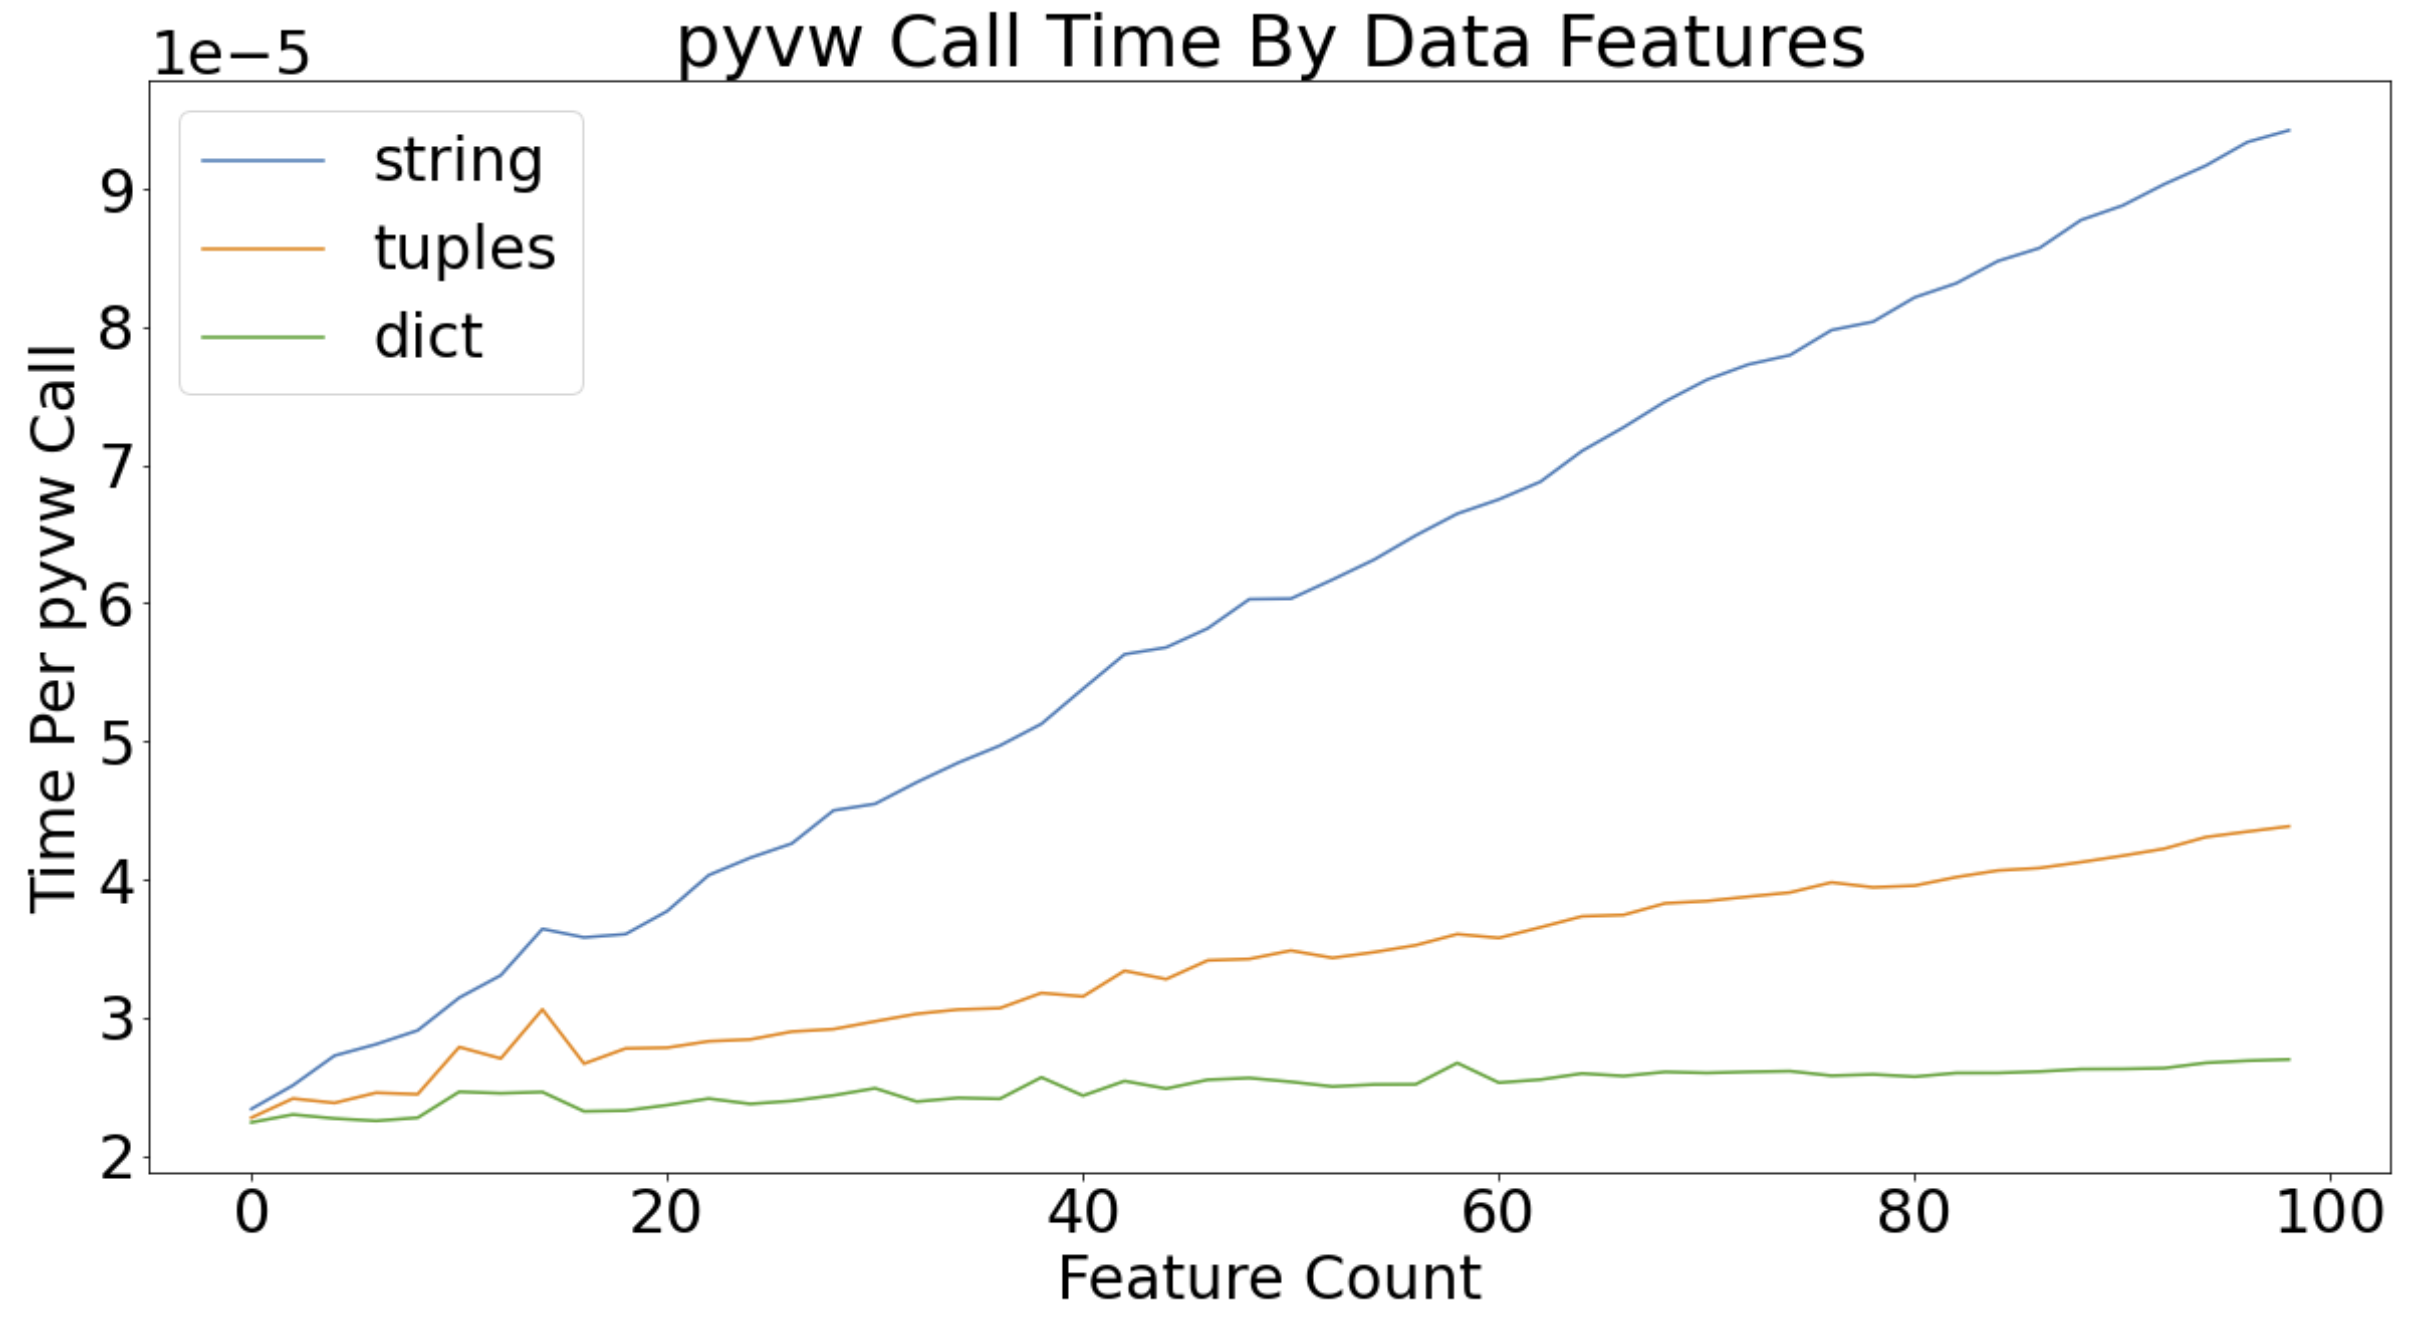 pyvw Call Time By Data Features
1e−5
string
tuples
dict
Time Per pyvw Call
9
8
7
6
5
4
3
2
0 20 40 60 80 100
Feature Count